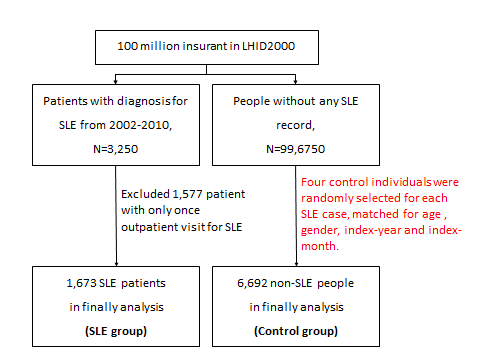 100 million insurant in LHID2000
Patients with diagnosis for
SLE from 2002-2010,
N=3,250
People without any SLE
record,
N=99,6750
Excluded 1,577 patient
with only once
outpatient visit for SLE
Four control individuals were
randomly selected for each
SLE case, matched for age ,
gender, index-year and index-
month.
1,673 SLE patients
in finally analysis
(SLE group)
6,692 non-SLE people
in finally analysis
(Control group)